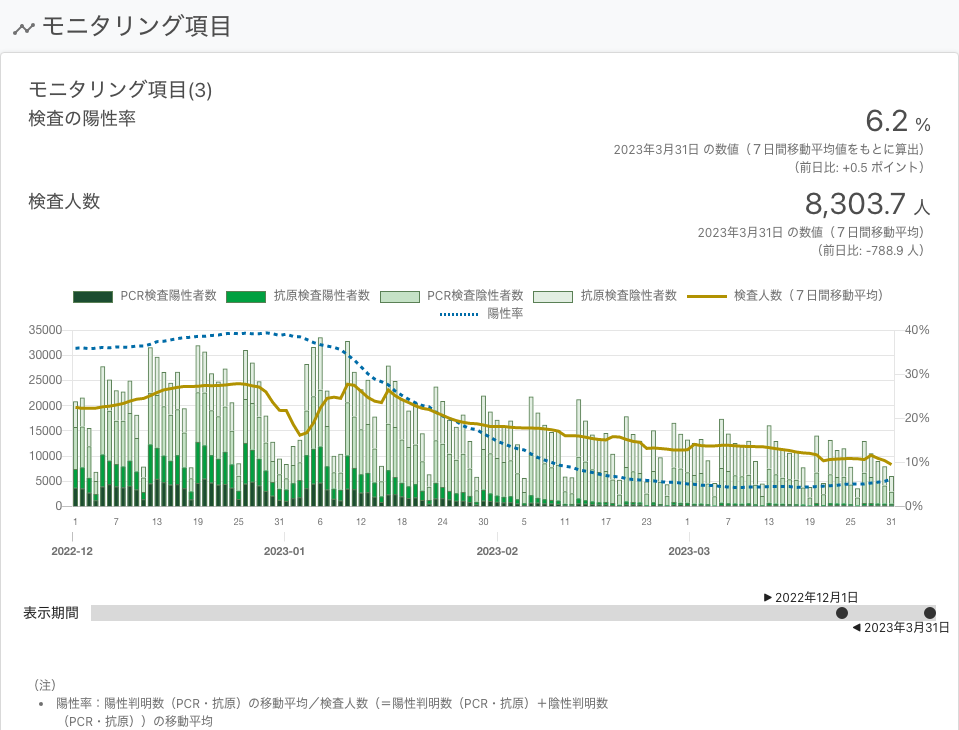 モニタリング項目
モニタリング項目(3)
検査の陽性率
6.2 %
2023年3月31日 の数値（７日間移動平均値をもとに算出）
（前日比: +0.5 ポイント）
検査人数
8,303.7 人
2023年3月31日 の数値（７日間移動平均）
（前日比: -788.9 人）
PCR検査陽性者数 抗原検査陽性者数 PCR検査陰性者数 抗原検査陰性者数 検査人数（７日間移動平均）
陽性率
35000 40%
30000
25000 30%
20000 20%
15000
10000 10%
5000
0 0%
1 7 13 19 25 31 6 12 18 24 30 5 11 17 23 1 7 13 19 25 31
2022-12 2023-01 2023-02 2023-03
▶ 2022年12月1日
表示期間
◀ 2023年3月31日
（注）
• 陽性率：陽性判明数（PCR・抗原）の移動平均／検査人数（＝陽性判明数（PCR・抗原）＋陰性判明数
（PCR・抗原））の移動平均